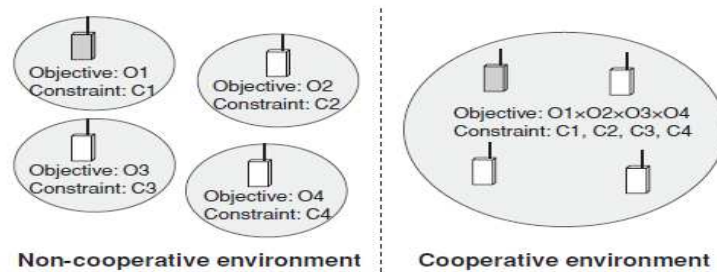 Objective: O1
Constraint: C1
Objective: O2
Constraint: C2
Objective: O3
Constraint: C3
Objective: O4
Constraint: C4
Non-cooperative environment
Objective: O1×O2×O3×O4
Constraint: C1, C2, C3, C4
Cooperative environment